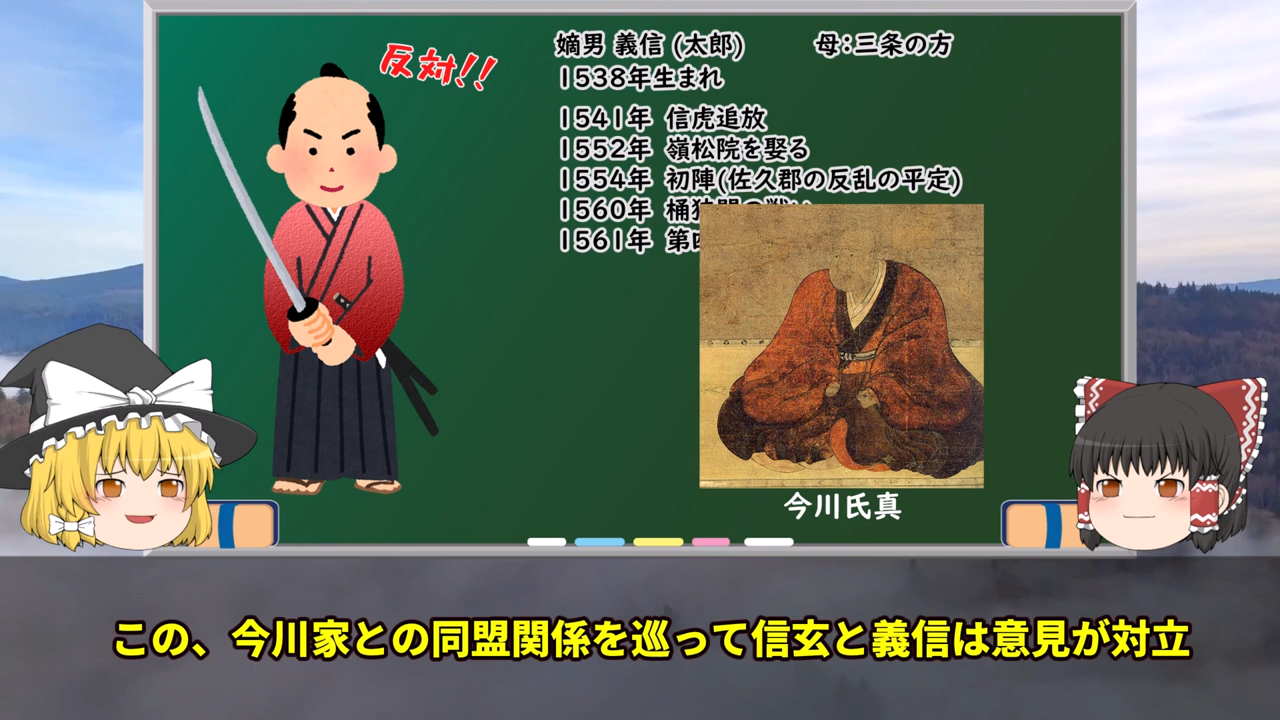 反対!!
嫡男 義信 (太郎) 母:三条の方
1538年生まれ
1541年 信虎追放
1552年 嶺松院を娶る
1554年 初陣(佐久郡の反乱の平定)
1560年 桶狭間の戦い
1561年 第
今川氏真
この、今川家との同盟関係を巡って信玄と義信は意見が対立